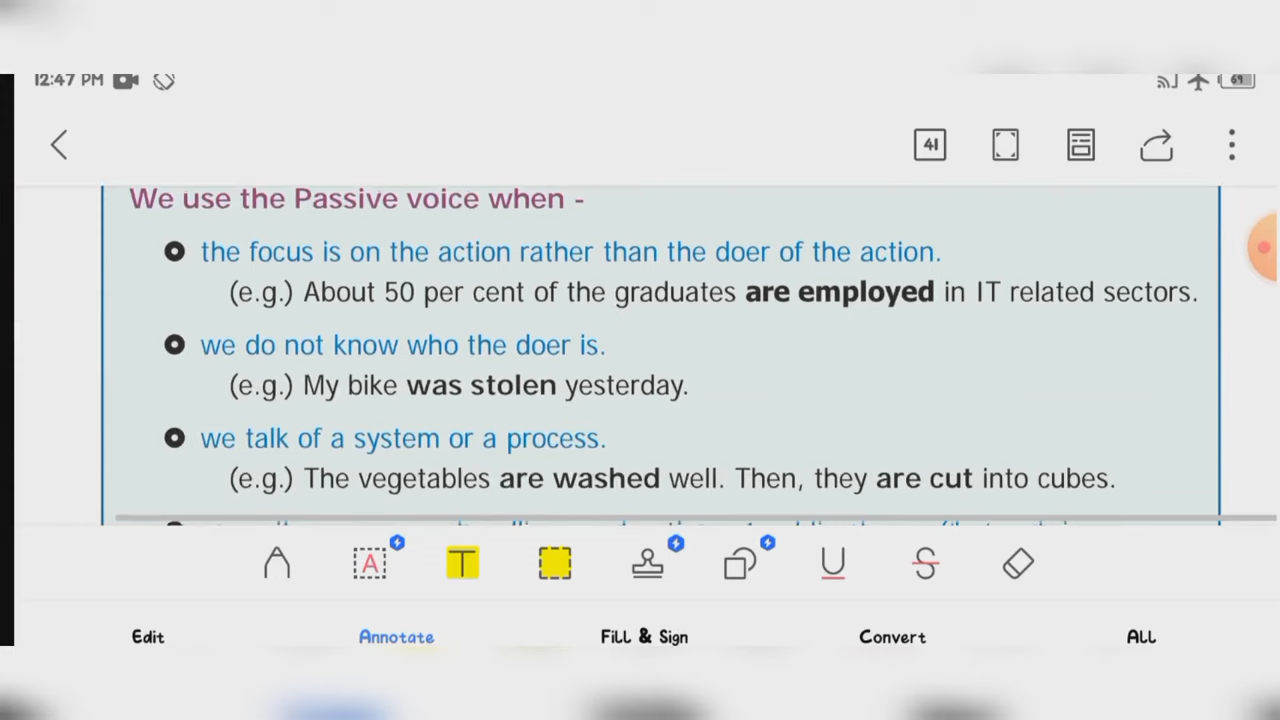 12:47 PM
69
41
We use the Passive voice when -
the focus is on the action rather than the doer of the action.
(e.g.) About 50 per cent of the graduates are employed in IT related sectors.
we do not know who the doer is.
(e.g.) My bike was stolen yesterday.
we talk of a system or a process.
(e.g.) The vegetables are washed well. Then, they are cut into cubes.
A T U S
Edit Annotate Fill & Sign Convert All